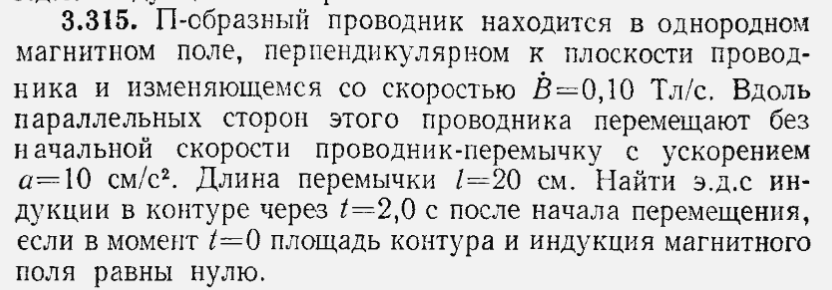 3.315. П-образный проводник находится в однородном
магнитном поле, перпендикулярном к плоскости провод-
ника и изменяющемся со скоростью Ḃ=0,10 Тл/с. Вдоль
параллельных сторон этого проводника перемещают без
начальной скорости проводник-перемычку с ускорением
a=10 см/с². Длина перемычки l=20 см. Найти э.д.с ин-
дукции в контуре через t=2,0 с после начала перемещения,
если в момент t=0 площадь контура и индукция магнитного
поля равны нулю.